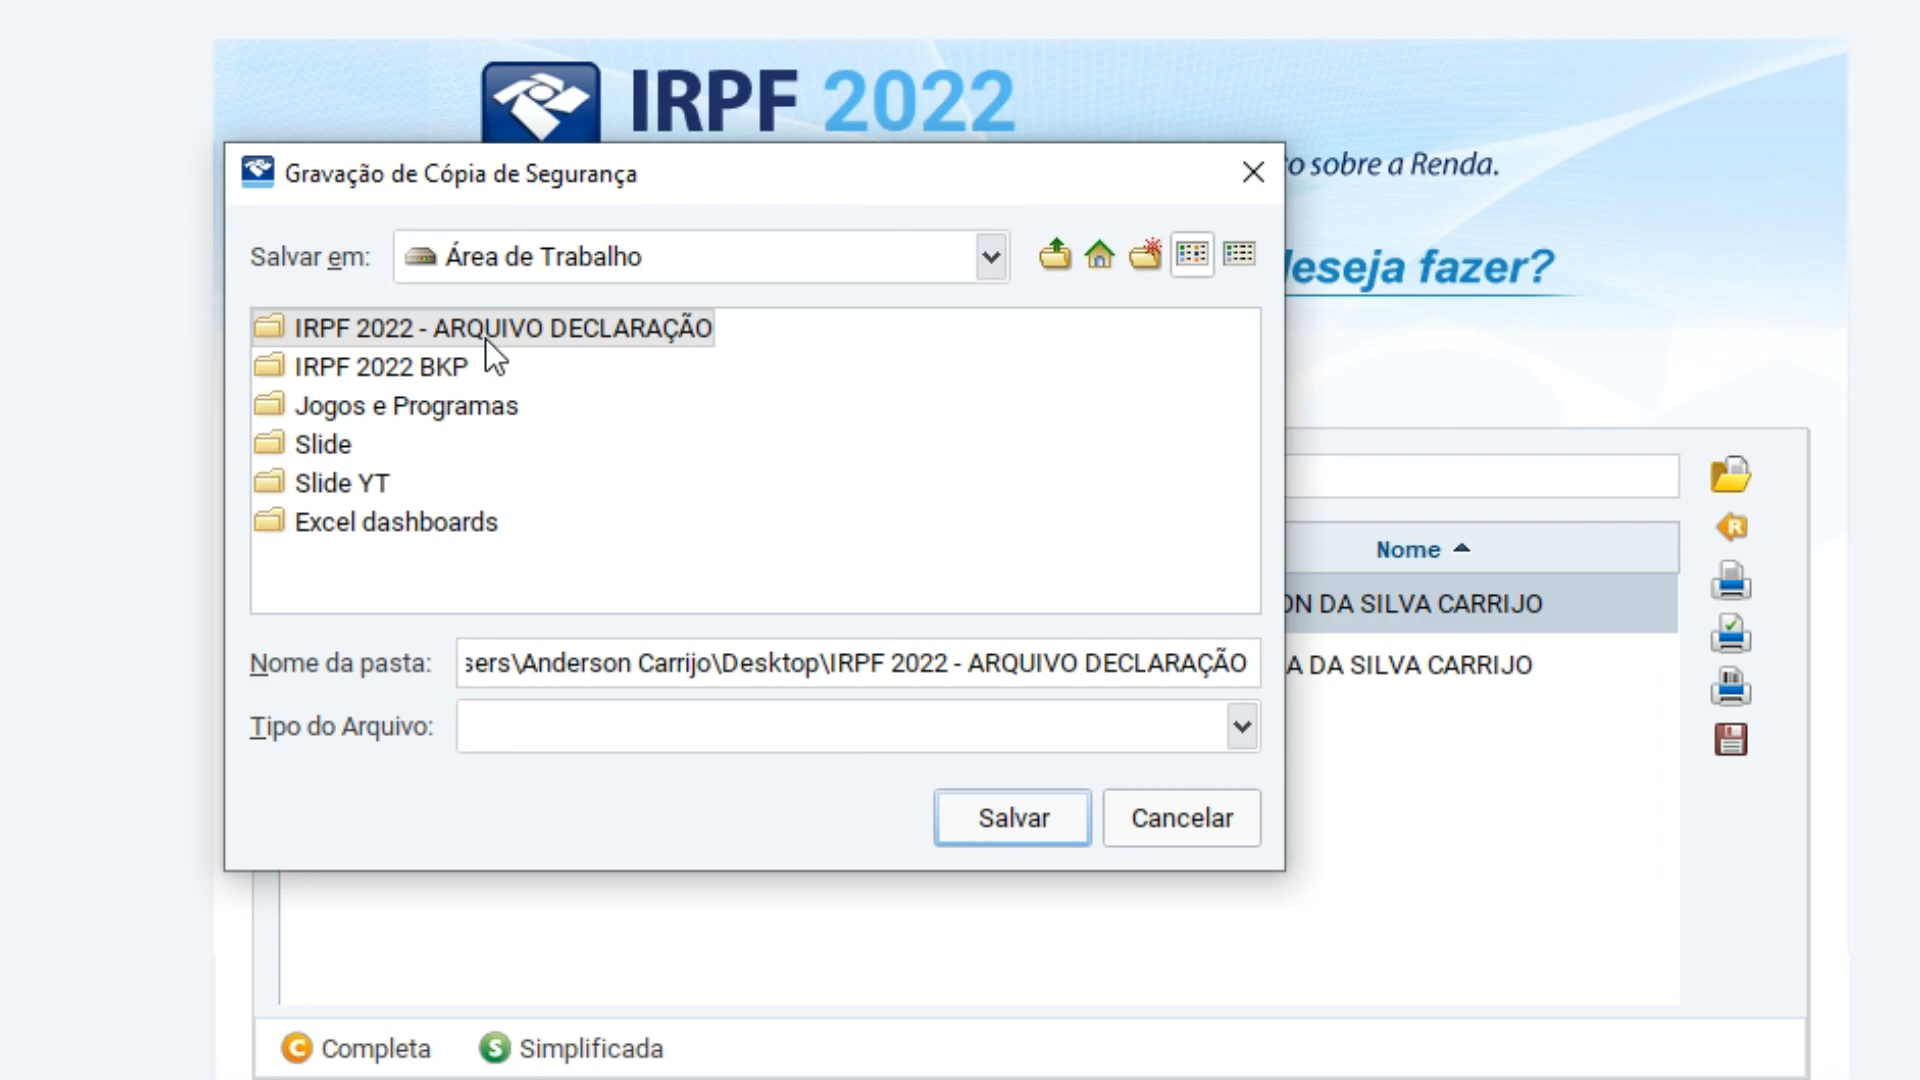 IRPF 2022
o sobre a Renda.
Gravação de Cópia de Segurança
deseja fazer?
Salvar em: Área de Trabalho
IRPF 2022 - ARQUIVO DECLARAÇÃO
IRPF 2022 BKP
Jogos e Programas
Slide
Slide YT
Excel dashboards
Nome
ON DA SILVA CARRIJO
Nome da pasta: sers\Anderson Carrijo\Desktop\IRPF 2022 - ARQUIVO DECLARAÇÃO
A DA SILVA CARRIJO
Tipo do Arquivo:
Salvar Cancelar
C Completa S Simplificada